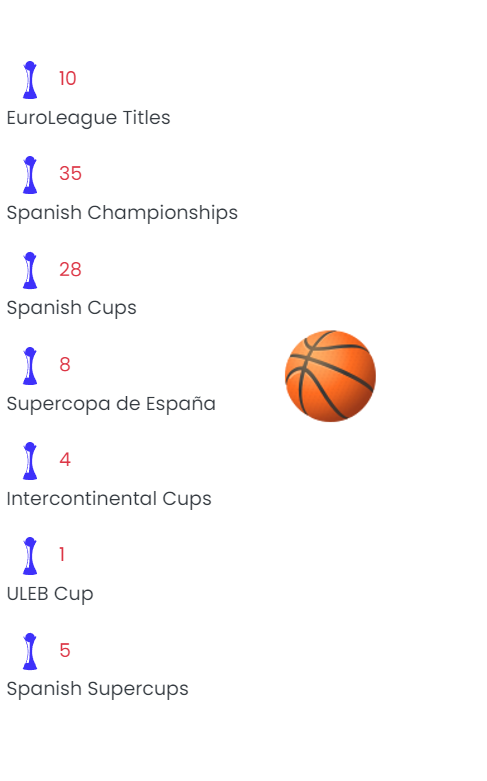 10
EuroLeague Titles
35
Spanish Championships
28
Spanish Cups
8
Supercopa de España
4
Intercontinental Cups
1
ULEB Cup
5
Spanish Supercups